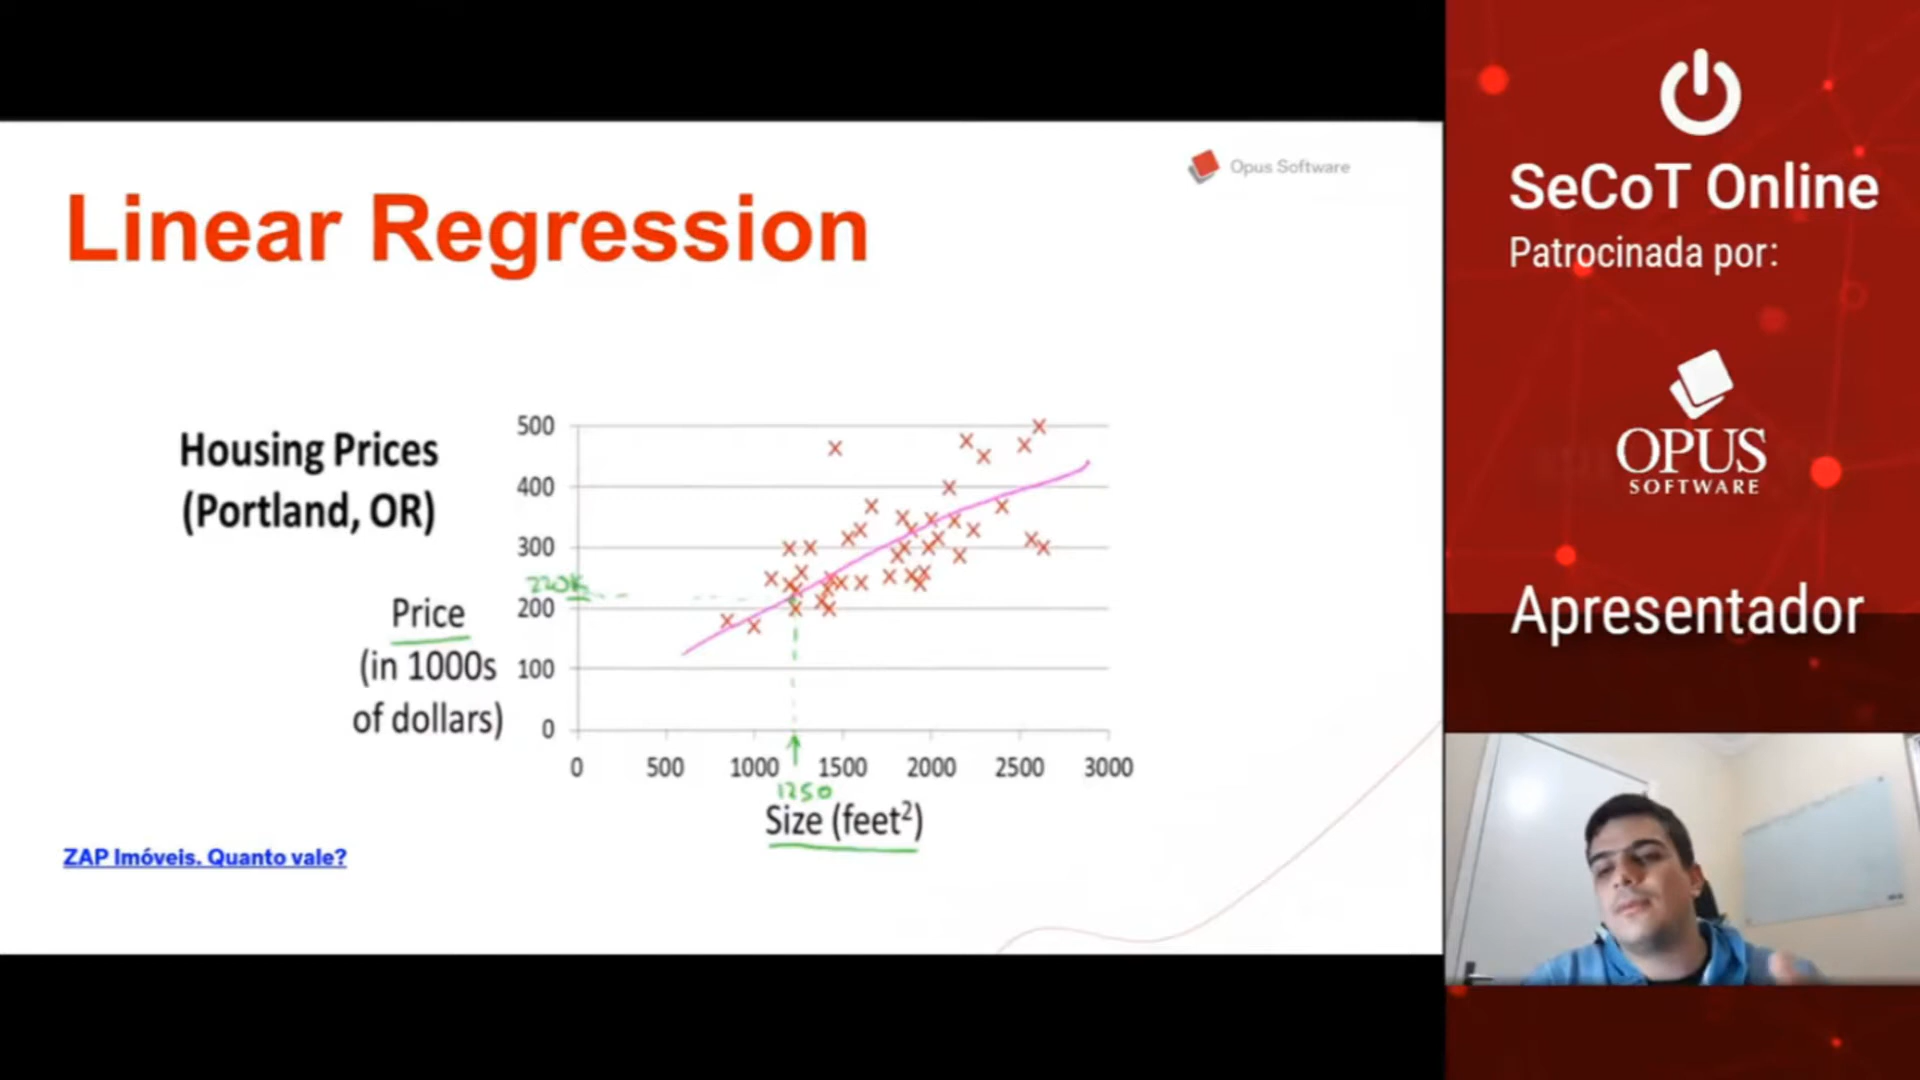 Opus Software
Linear Regression
Housing Prices
(Portland, OR)
Price
(in 1000s
of dollars)
500
400
300
220K
200
100
0
0 500 1000 1500 2000 2500 3000
1250
Size (feet²)
ZAP Imóveis. Quanto vale?
SeCoT Online
Patrocinada por:
OPUS
SOFTWARE
Apresentador